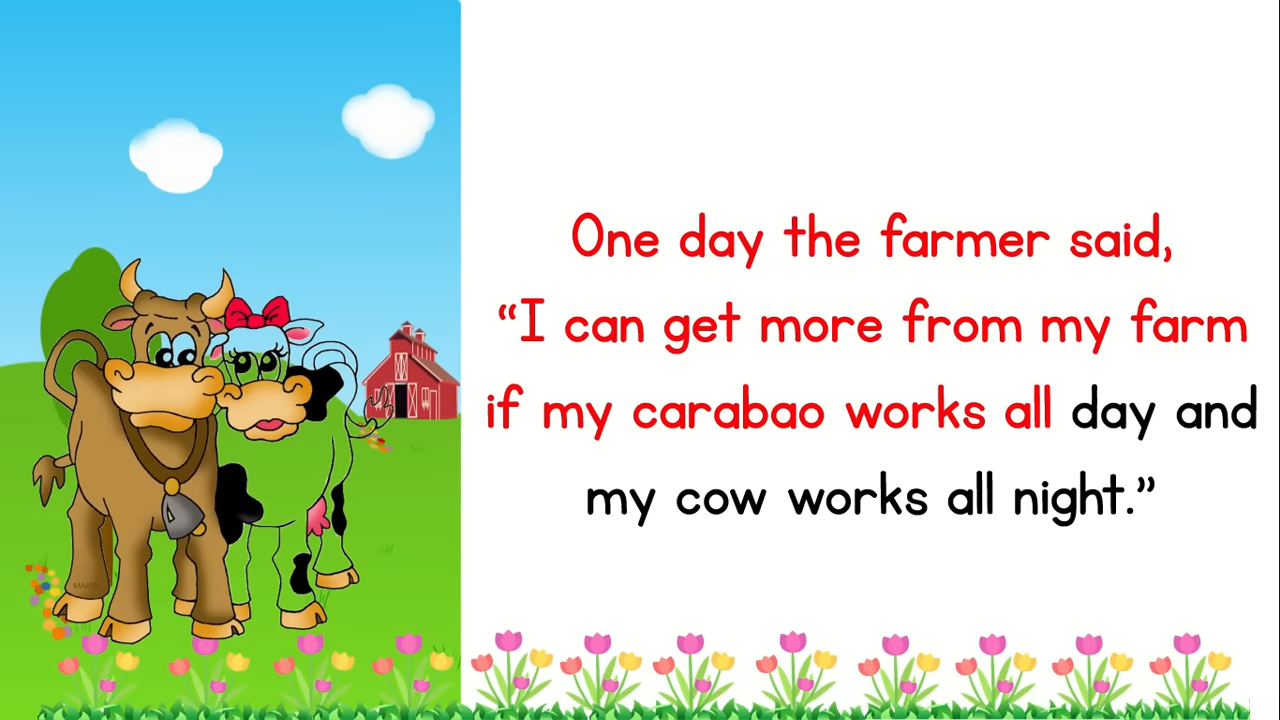 One day the farmer said,
“I can get more from my farm
if my carabao works all day and
my cow works all night.”